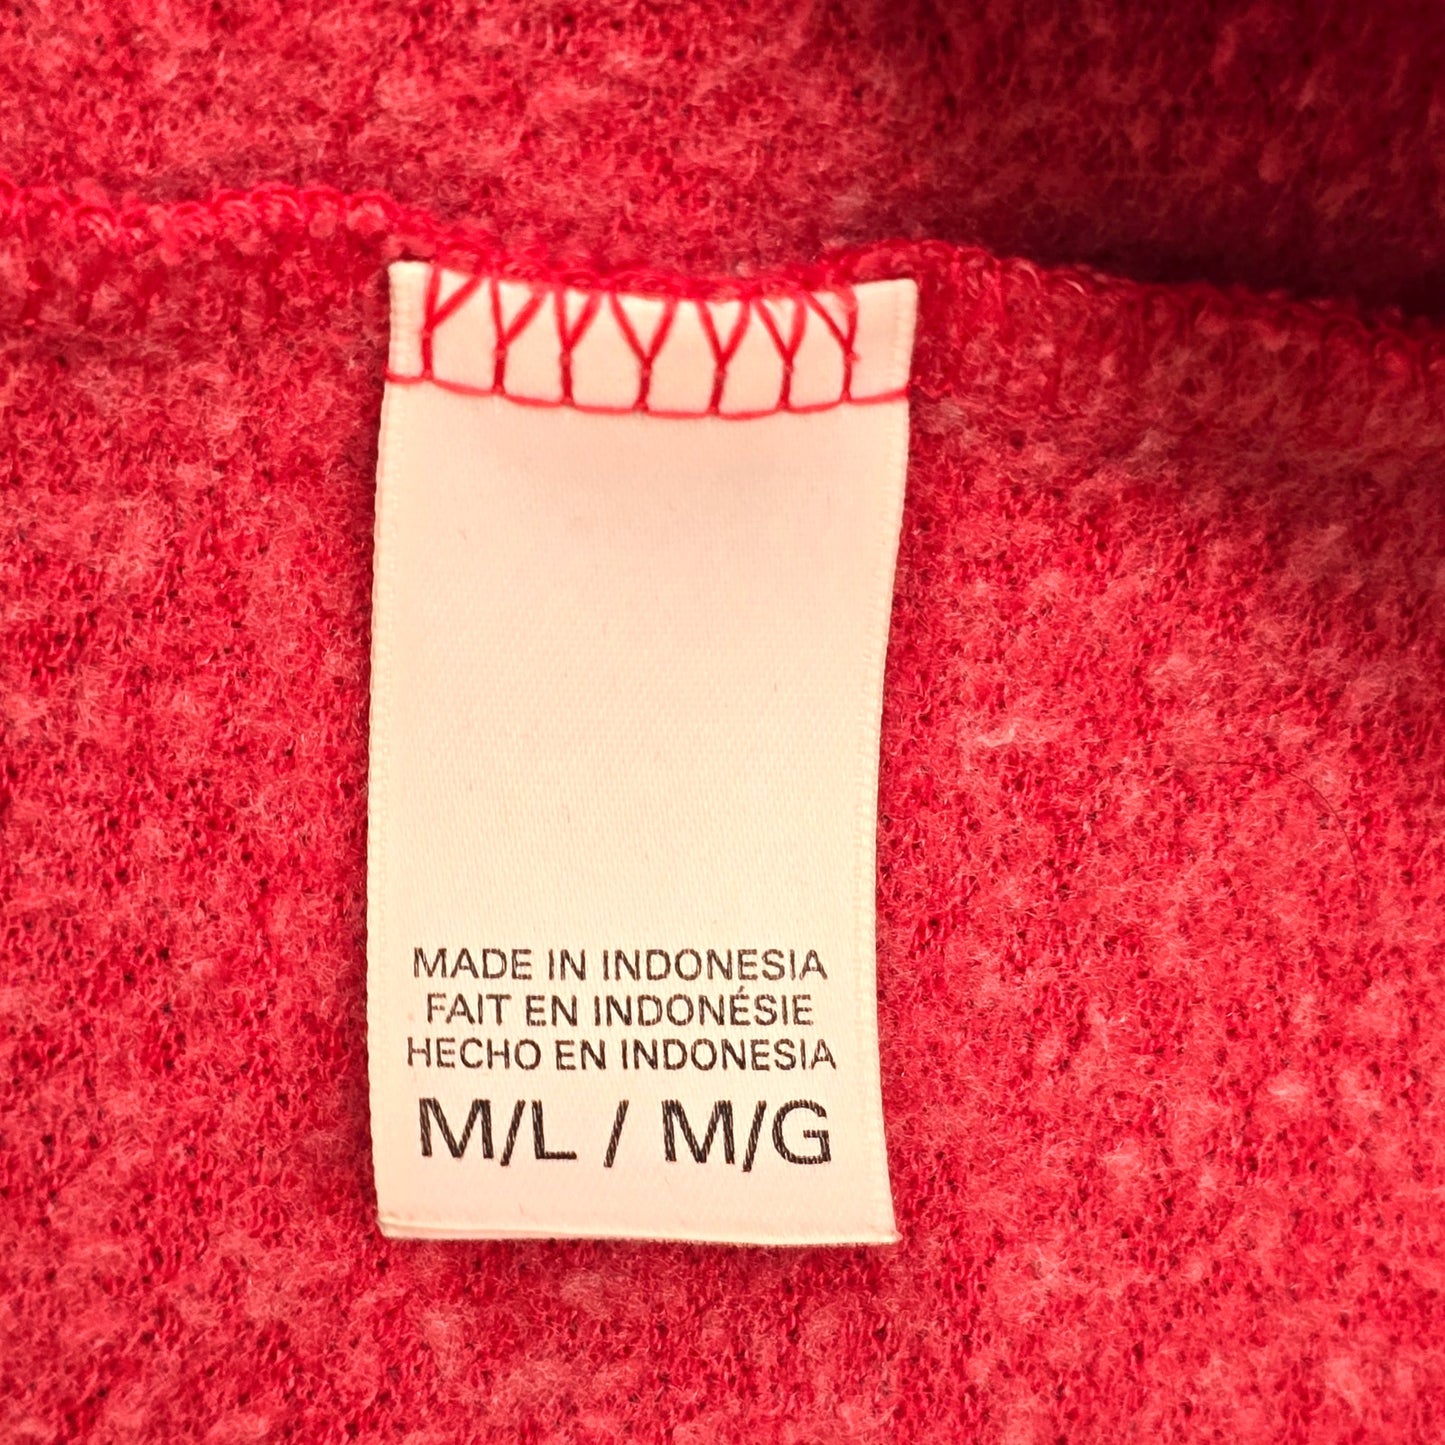 MADE IN INDONESIA
FAIT EN INDONÉSIE
HECHO EN INDONESIA
M/L / M/G